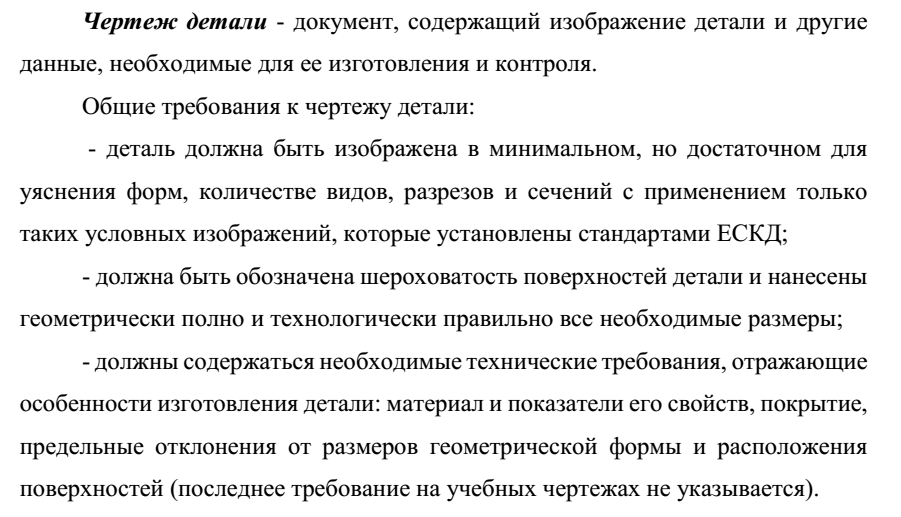 Чертеж детали - документ, содержащий изображение детали и другие
данные, необходимые для ее изготовления и контроля.
Общие требования к чертежу детали:
- деталь должна быть изображена в минимальном, но достаточном для
уяснения форм, количестве видов, разрезов и сечений с применением только
таких условных изображений, которые установлены стандартами ЕСКД;
- должна быть обозначена шероховатость поверхностей детали и нанесены
геометрически полно и технологически правильно все необходимые размеры;
- должны содержаться необходимые технические требования, отражающие
особенности изготовления детали: материал и показатели его свойств, покрытие,
предельные отклонения от размеров геометрической формы и расположения
поверхностей (последнее требование на учебных чертежах не указывается).